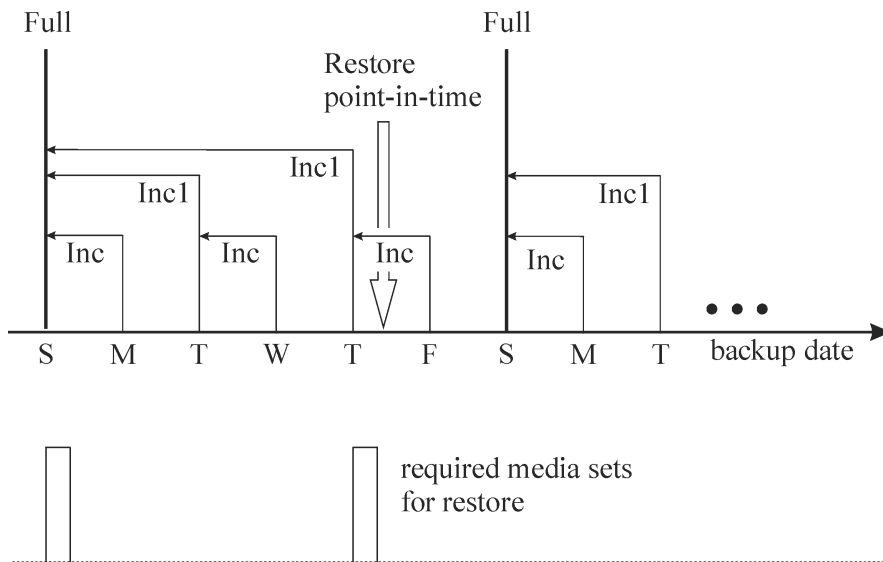 Full
Full
Restore
point-in-time
Inc1
Inc1
Inc1
Inc
Inc
Inc
Inc
S
M
T
W
T
F
S
M
T
backup date
required media sets
for restore